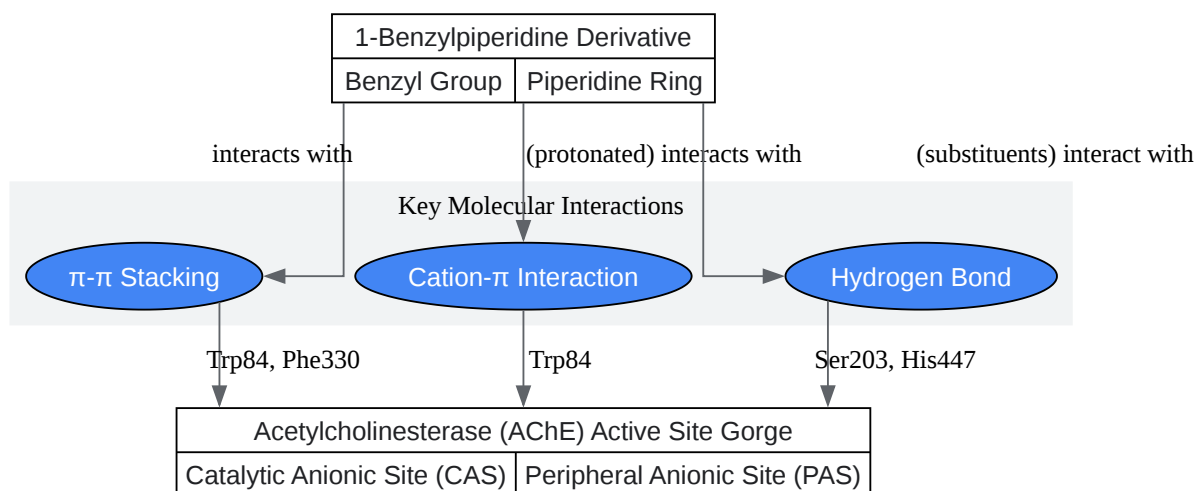 1-Benzylpiperidine Derivative
Benzyl Group
Piperidine Ring
interacts with
(protonated) interacts with
(substituents) interact with
Key Molecular Interactions
π-π Stacking
Cation-π Interaction
Hydrogen Bond
Trp84, Phe330
Trp84
Ser203, His447
Acetylcholinesterase (AChE) Active Site Gorge
Catalytic Anionic Site (CAS)
Peripheral Anionic Site (PAS)